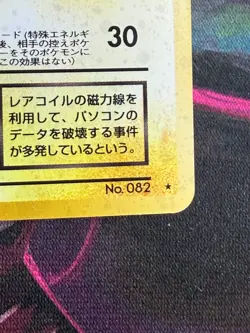 ード(特殊エネルギ
後、相手の控えポケ
ーをそのポケモンに
この効果はない)
30
レアコイルの磁力線を
利用して、パソコンの
データを破壊する事件
が多発しているという。
No. 082 ★